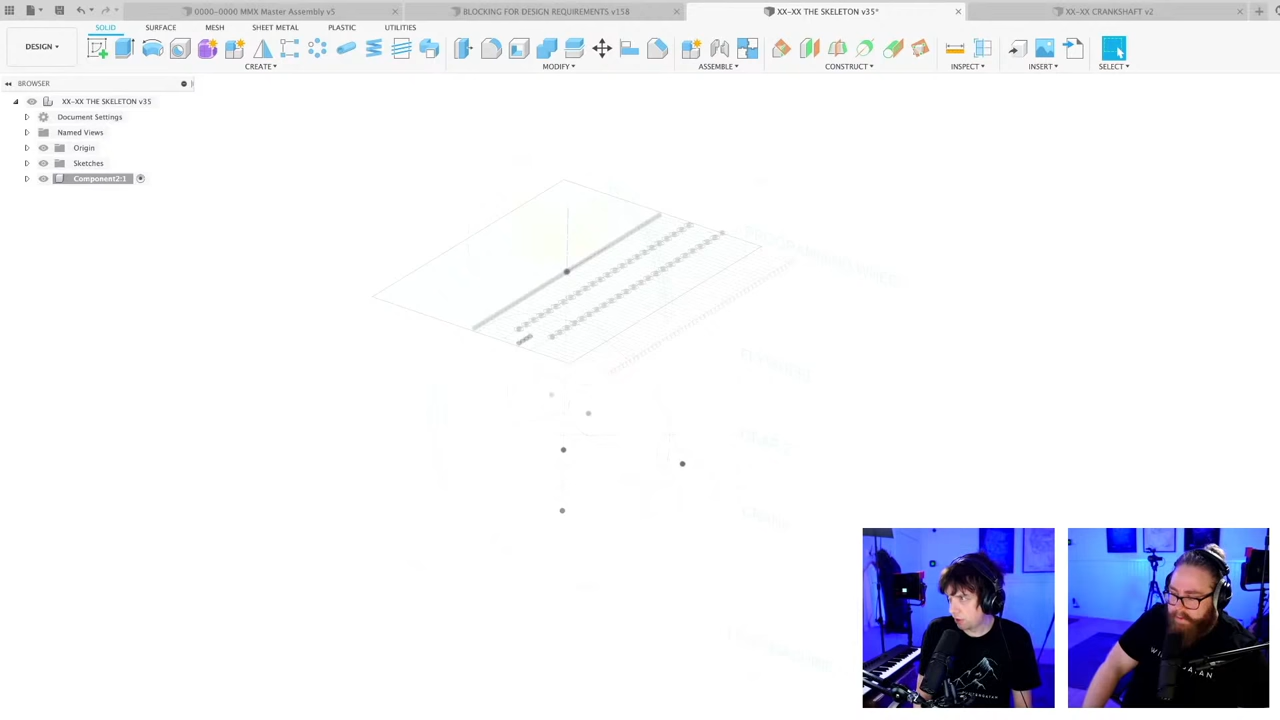 0000-0000 MMX Master Assembly v5
BLOCKING FOR DESIGN REQUIREMENTS v158
XX-XX THE SKELETON v35*
XX-XX CRANKSHAFT v2
SOLID
SURFACE
MESH
SHEET METAL
PLASTIC
UTILITIES
DESIGN
CREATE
MODIFY
ASSEMBLE
CONSTRUCT
INSPECT
INSERT
SELECT
BROWSER
XX-XX THE SKELETON v35
Document Settings
Named Views
Origin
Sketches
Component2:1